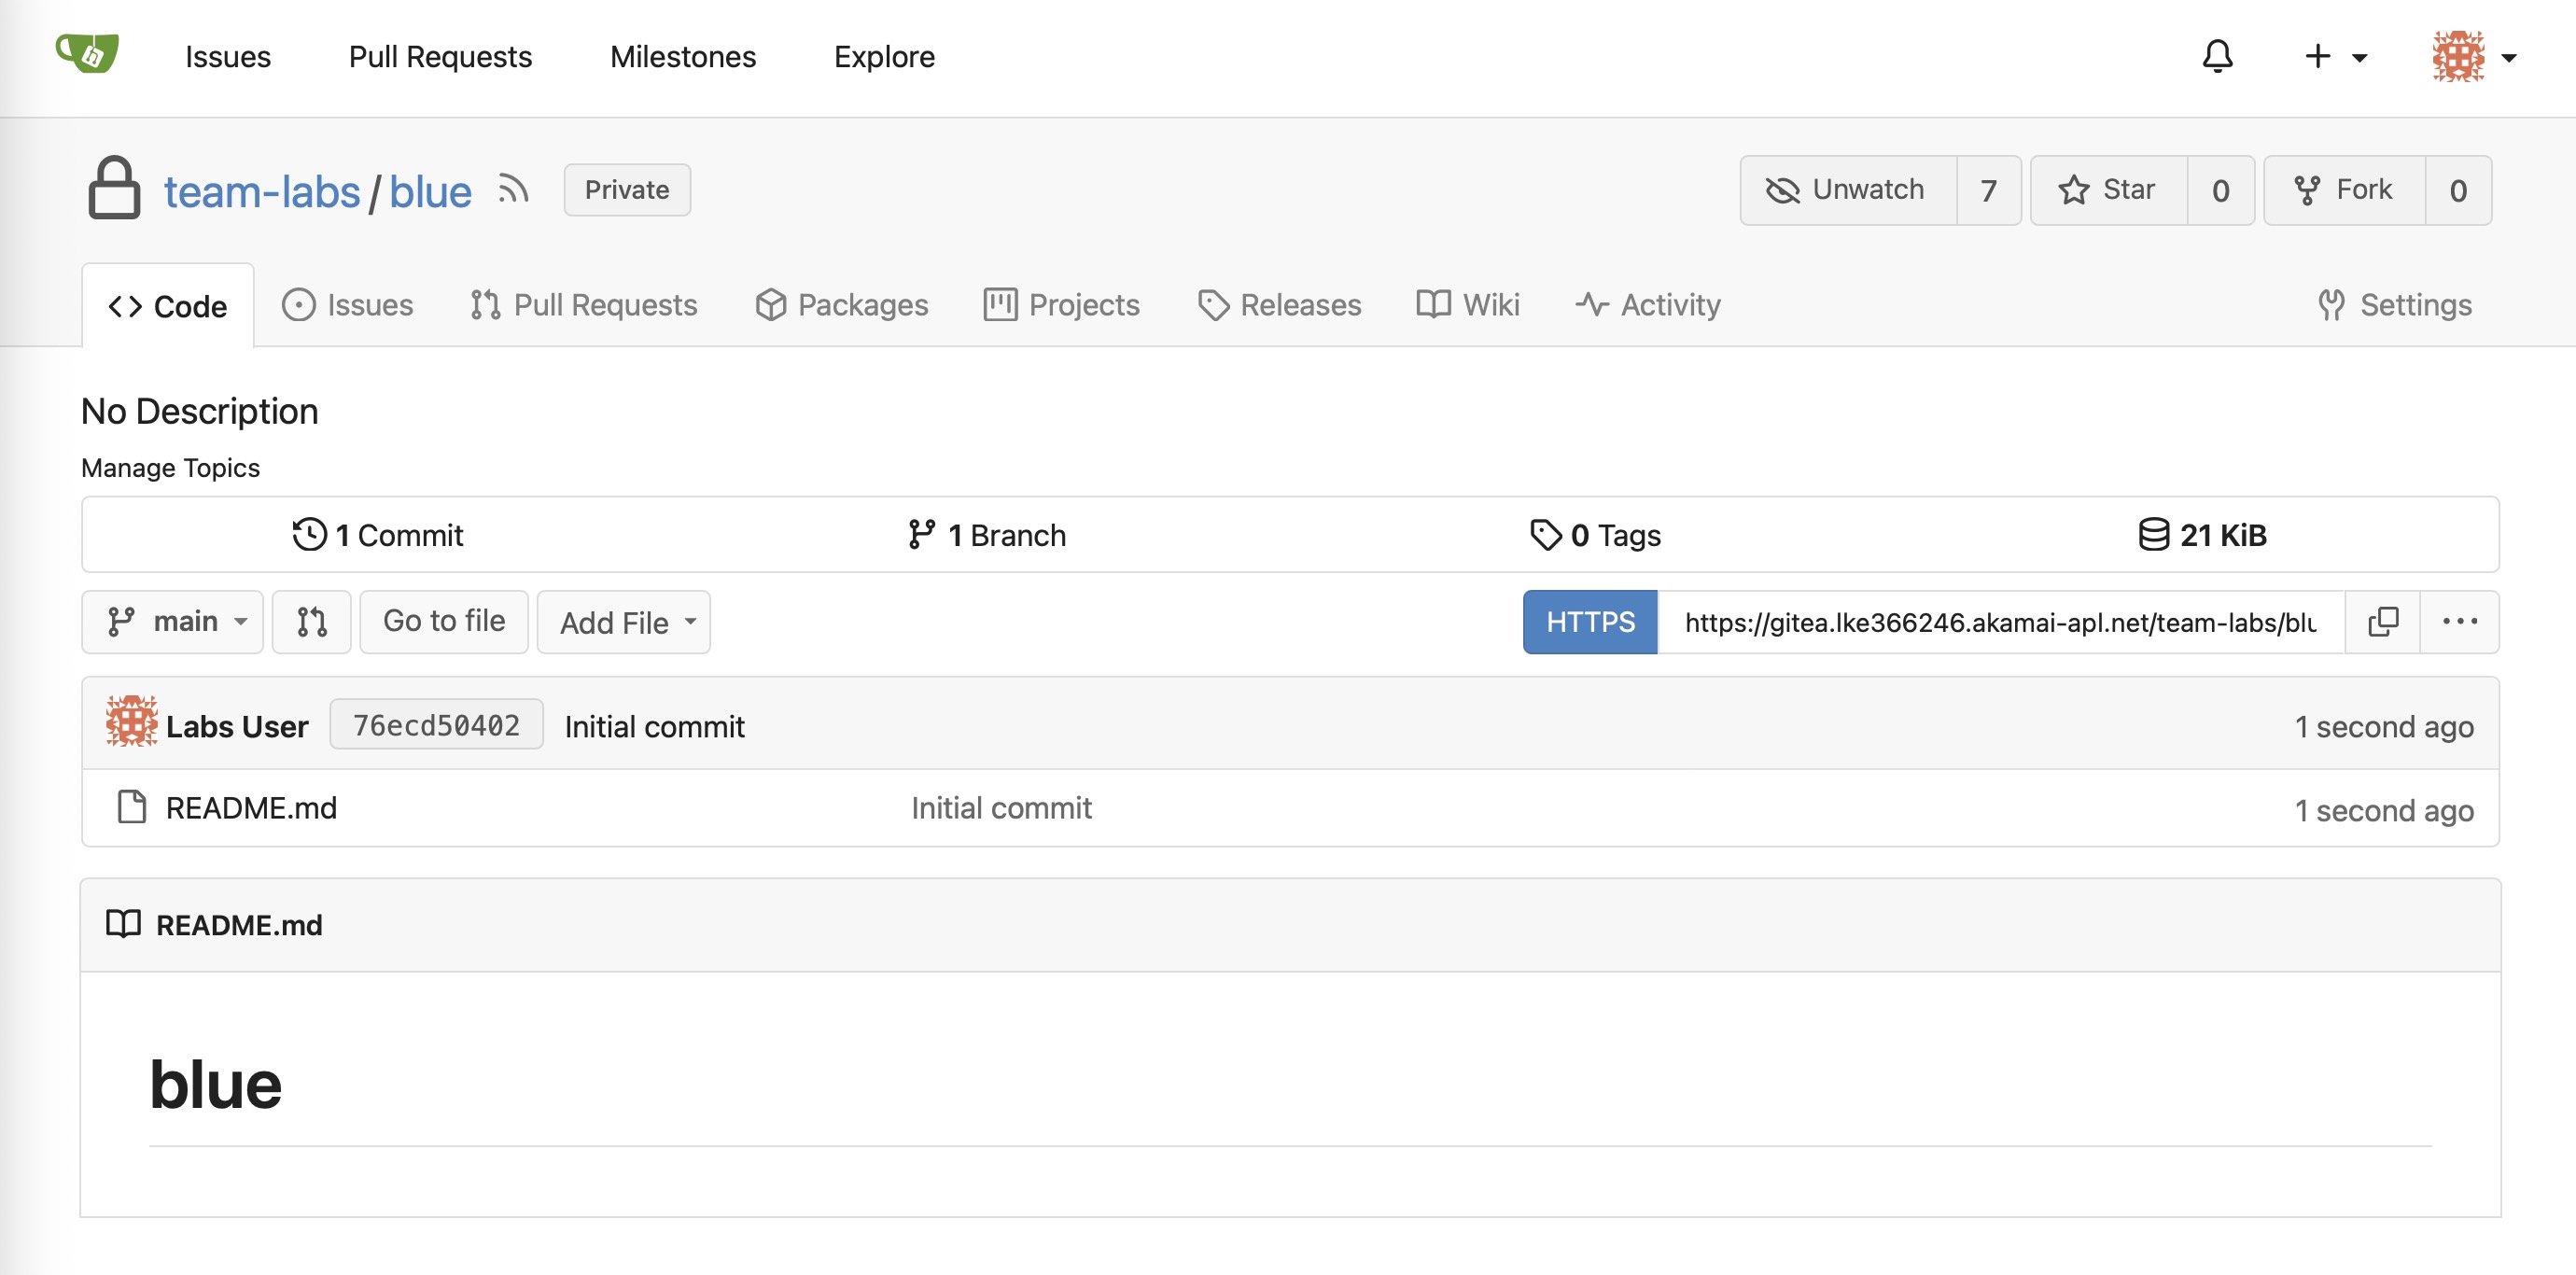 Issues Pull Requests Milestones Explore
team-labs/blue Private Unwatch 7 Star 0 Fork 0
Code Issues Pull Requests Packages Projects Releases Wiki Activity Settings
No Description
Manage Topics
1 Commit 1 Branch 0 Tags 21 KiB
main Go to file Add File HTTPS https://gitea.lke366246.akamai-apl.net/team-labs/blu
Labs User 76ecd50402 Initial commit 1 second ago
README.md Initial commit 1 second ago
README.md
blue